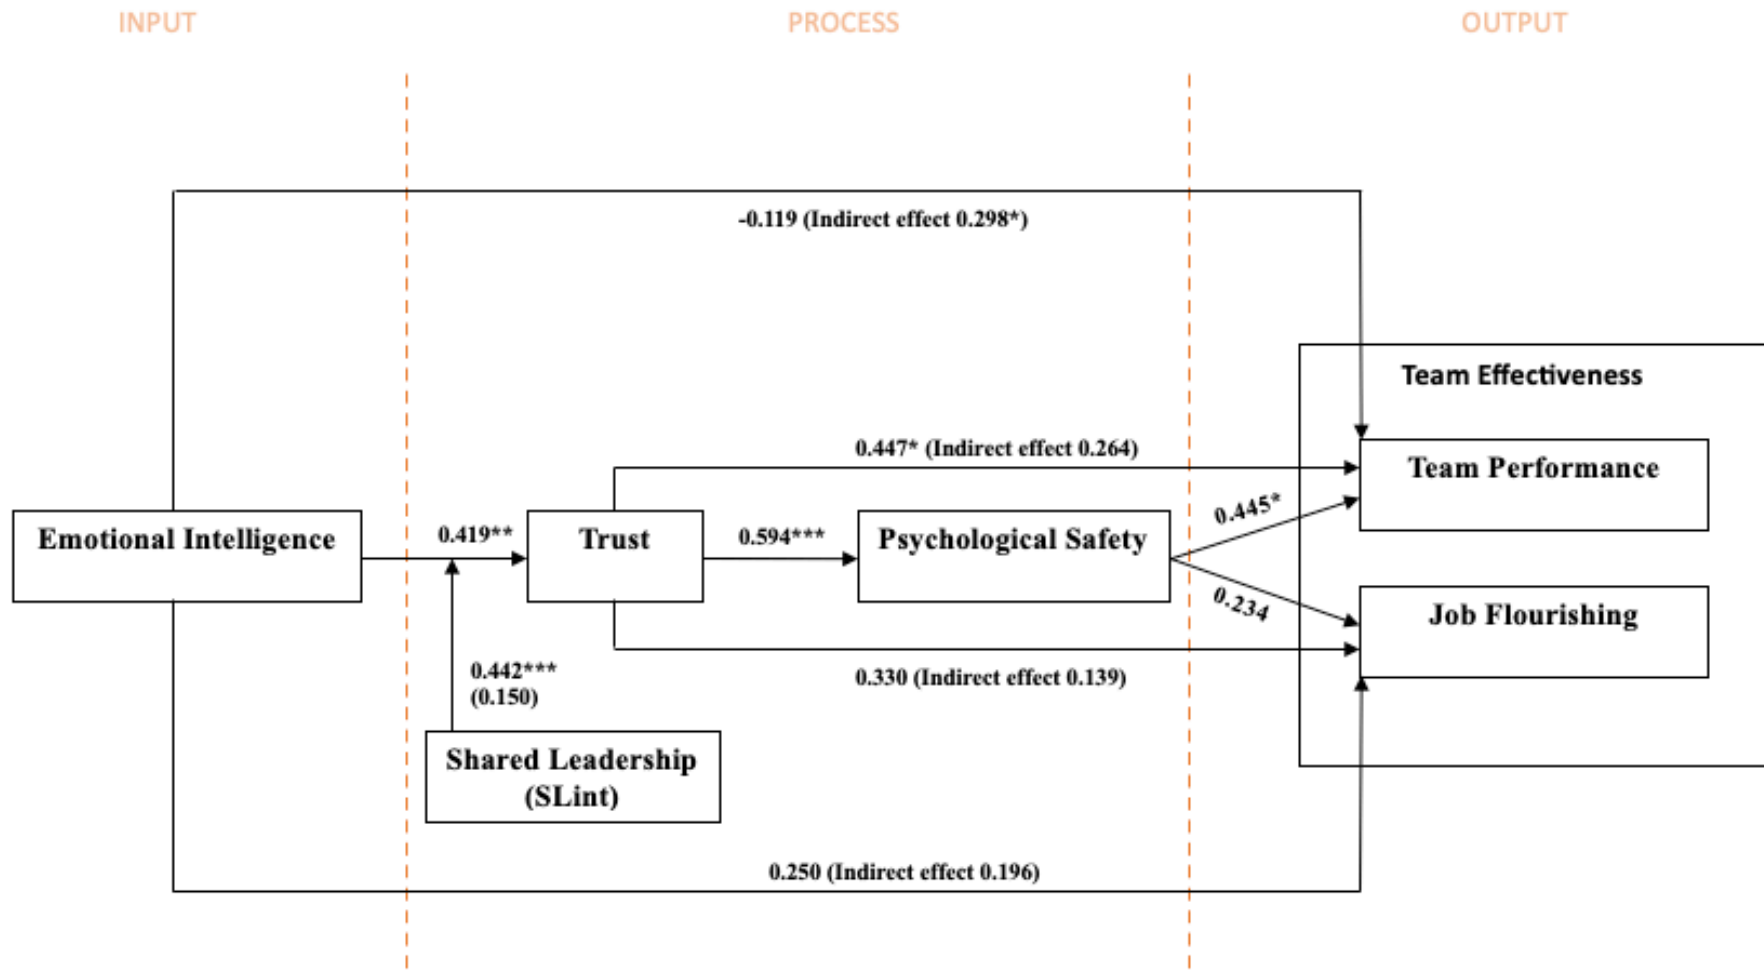 INPUT
PROCESS
OUTPUT
-0.119 (Indirect effect 0.298*)
Team Effectiveness
0.447* (Indirect effect 0.264)
Team Performance
0.445*
Emotional Intelligence
0.419**
Trust
0.594***
Psychological Safety
0.234
Job Flourishing
0.330 (Indirect effect 0.139)
0.442***
(0.150)
Shared Leadership
(SLint)
0.250 (Indirect effect 0.196)